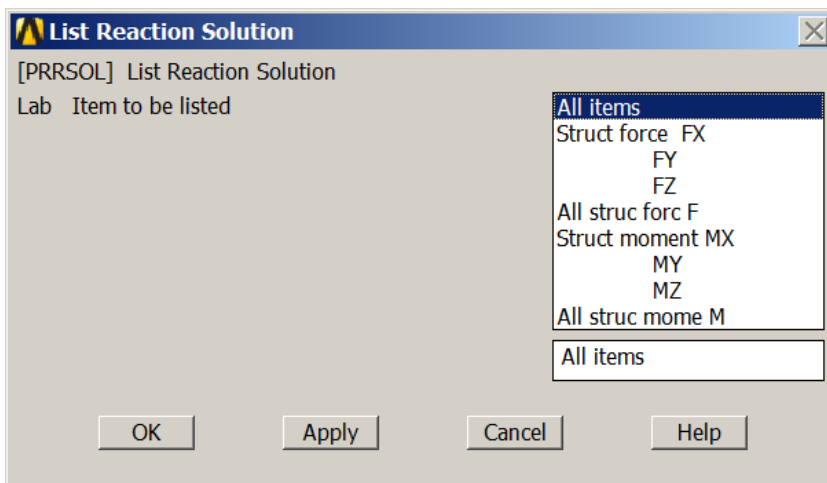 List Reaction Solution
[PRRSOL] List Reaction Solution
Lab Item to be listed
All items
Struct force FX
FY
FZ
All struc forc F
Struct moment MX
MY
MZ
All struc mome M
All items
OK Apply Cancel Help